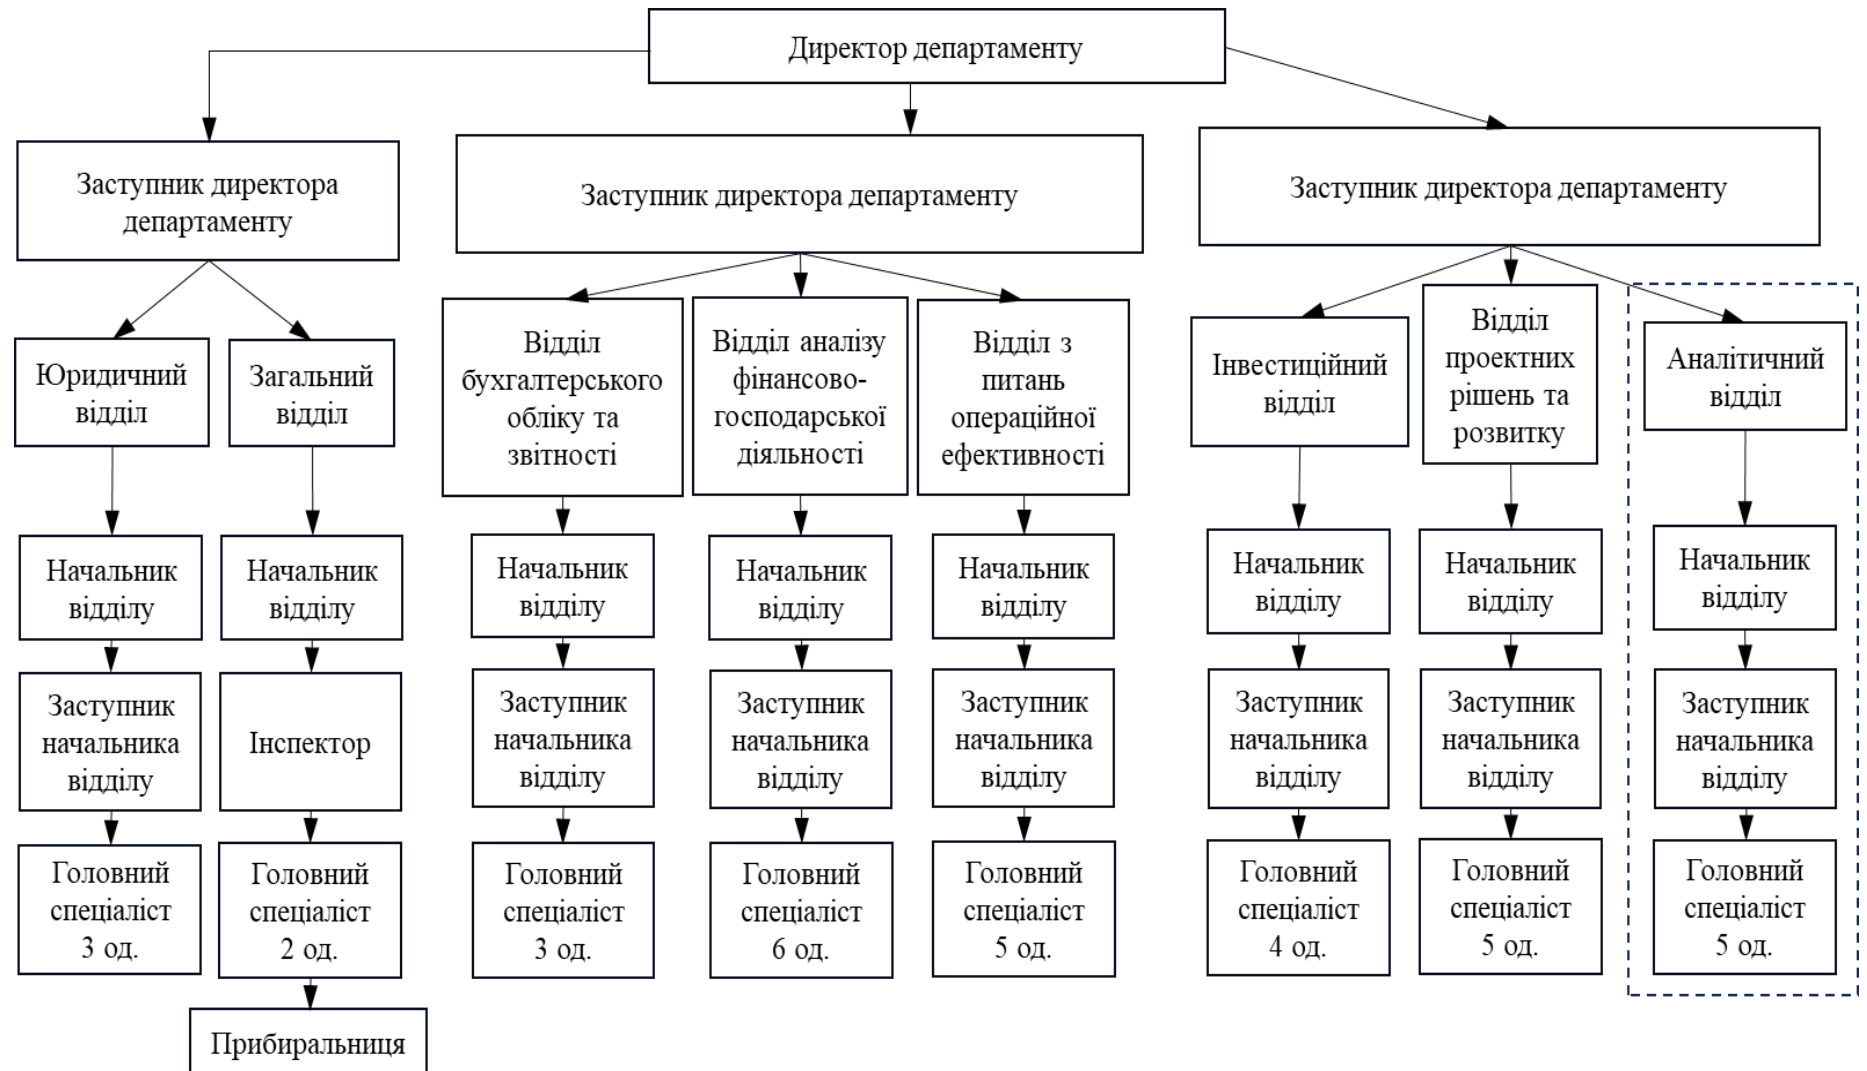 Директор департаменту
Заступник директора
департаменту
Заступник директора департаменту
Заступник директора департаменту
Юридичний
відділ
Загальний
відділ
Відділ
бухгалтерського
обліку та
звітності
Відділ аналізу
фінансово-
господарської
діяльності
Відділ з
питань
операційної
ефективності
Інвестиційний
відділ
Відділ
проектних
рішень та
розвитку
Аналітичний
відділ
Начальник
відділу
Начальник
відділу
Начальник
відділу
Начальник
відділу
Начальник
відділу
Начальник
відділу
Начальник
відділу
Начальник
відділу
Заступник
начальника
відділу
Інспектор
Заступник
начальника
відділу
Заступник
начальника
відділу
Заступник
начальника
відділу
Заступник
начальника
відділу
Заступник
начальника
відділу
Заступник
начальника
відділу
Головний
спеціаліст
3 од.
Головний
спеціаліст
2 од.
Головний
спеціаліст
3 од.
Головний
спеціаліст
6 од.
Головний
спеціаліст
5 од.
Головний
спеціаліст
4 од.
Головний
спеціаліст
5 од.
Головний
спеціаліст
5 од.
Прибиральниця